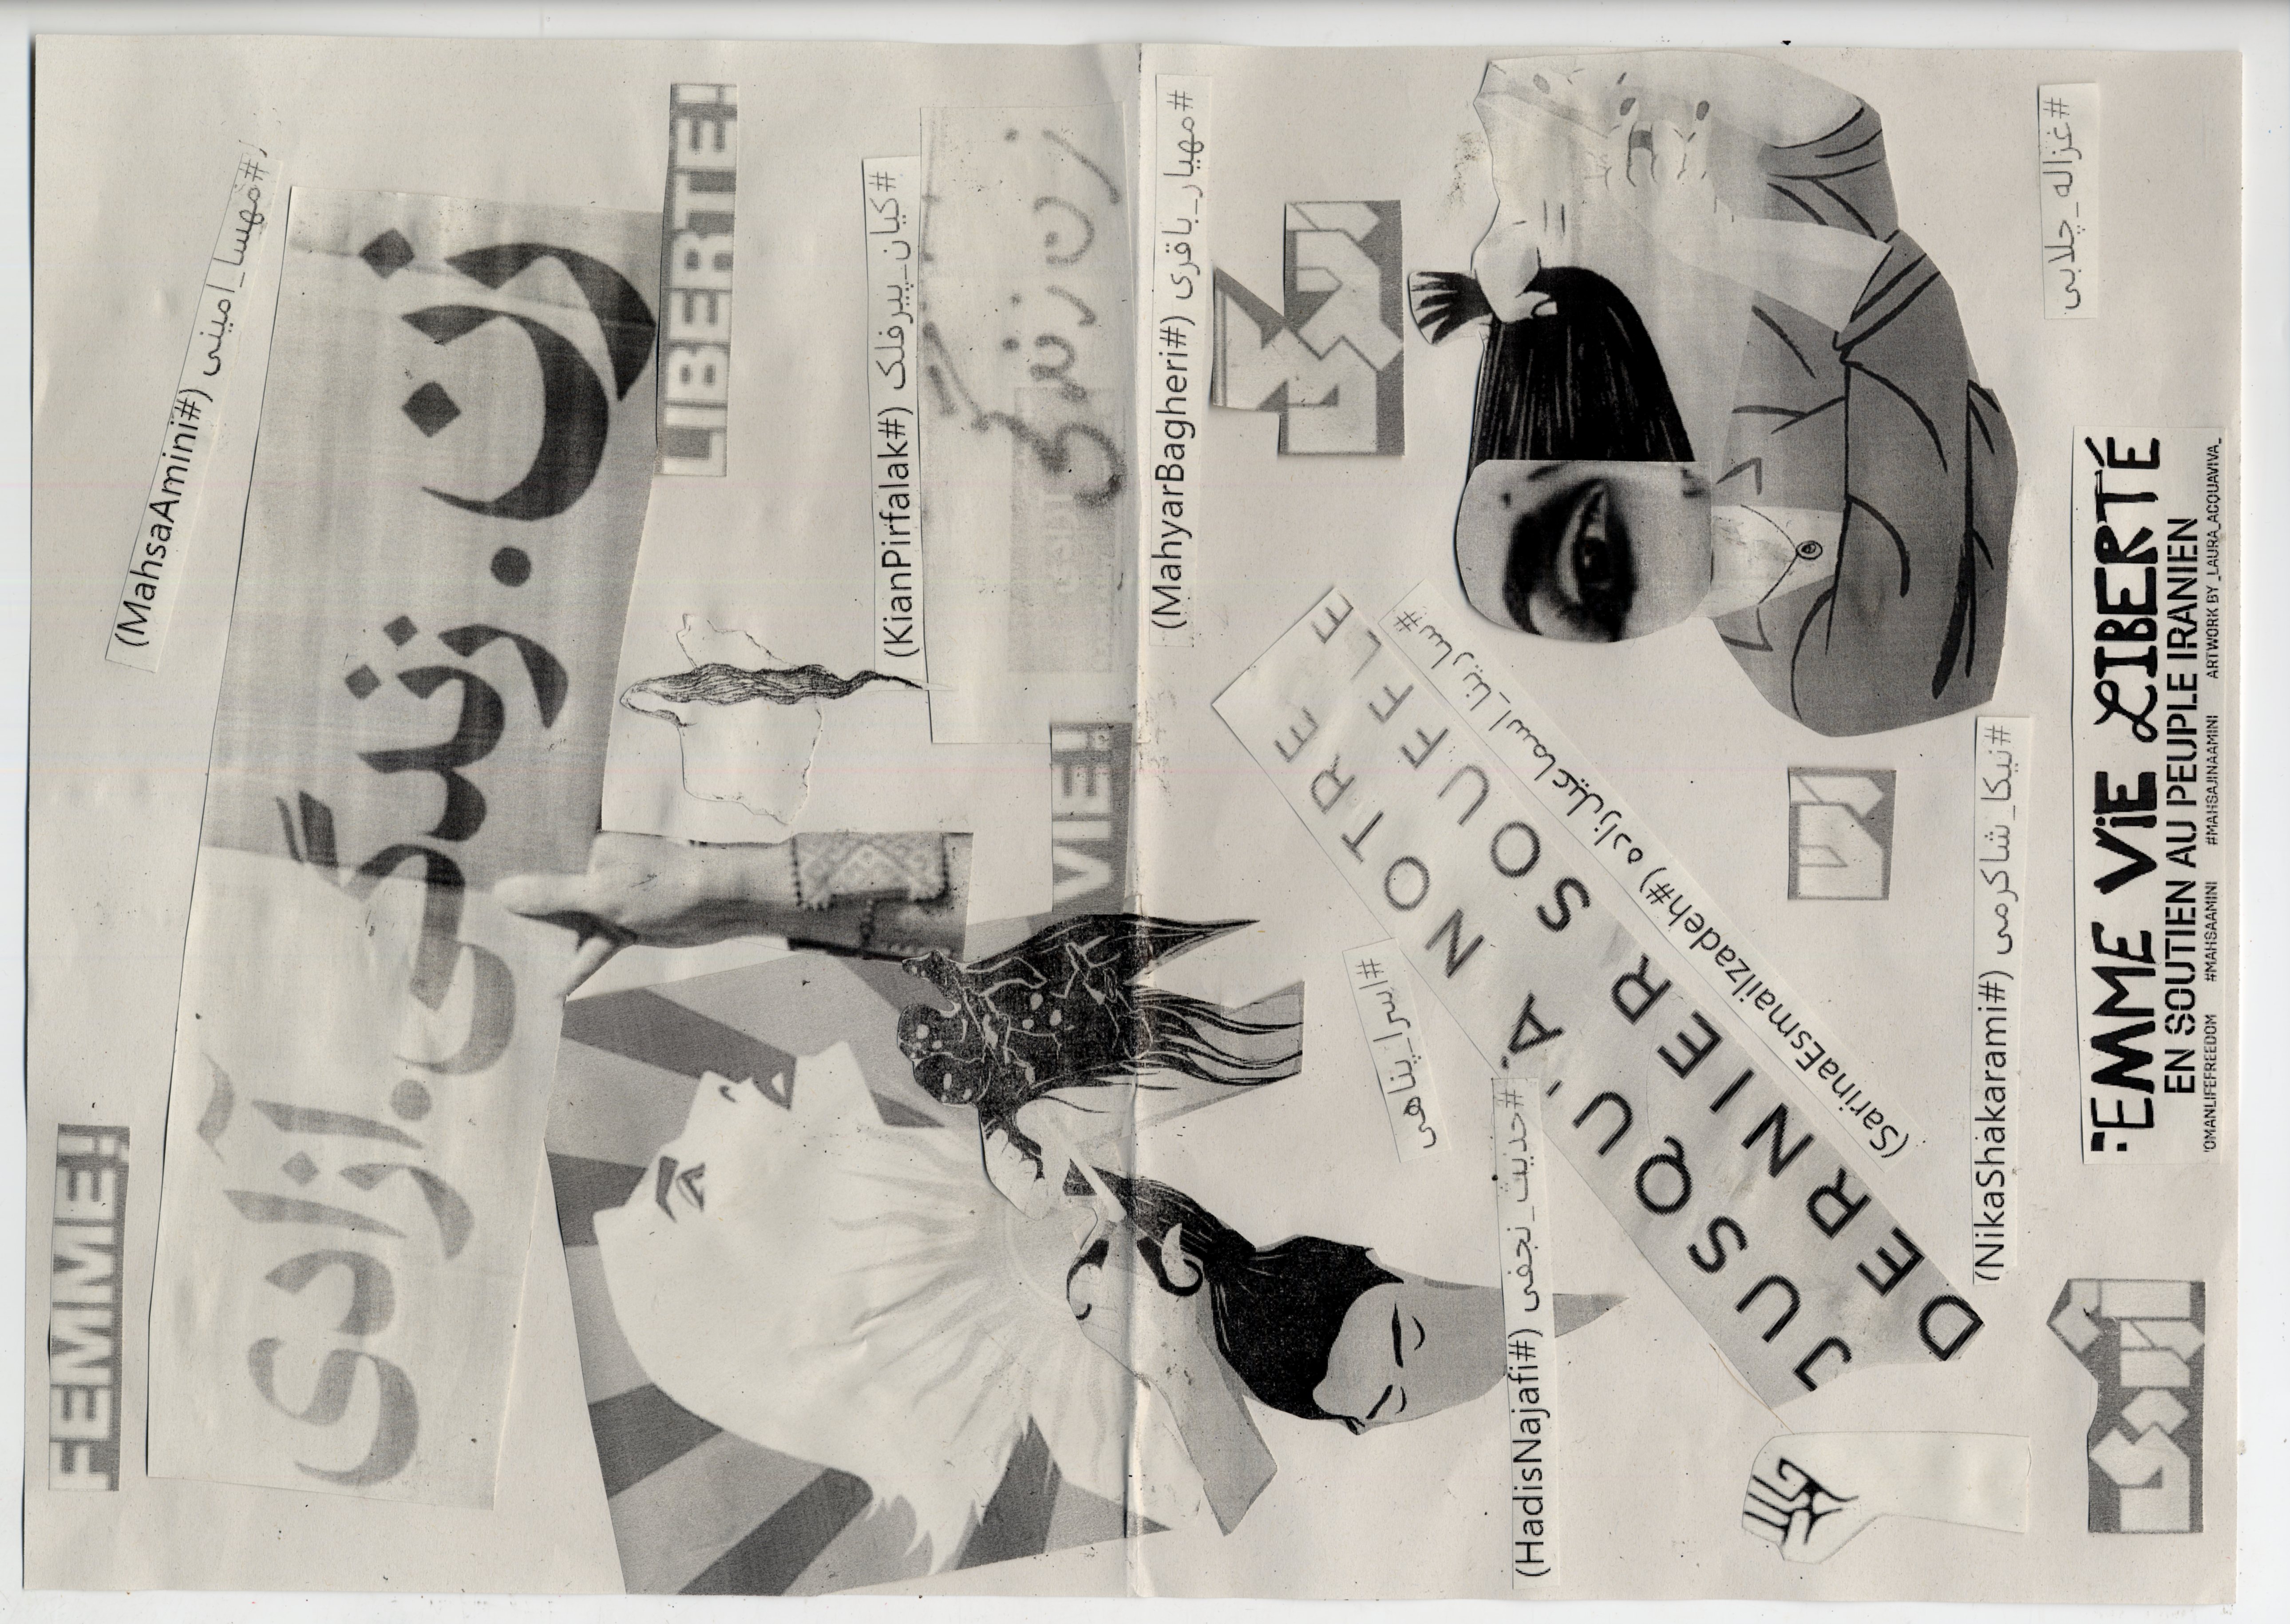 FEMME!
#مهسا_امینی (#MahsaAmini)
زن.زندگی.آزادی
LIBERTE!
#کیان_پیرفلک (#KianPirfalak)
زن زندگی
VIE!
#مهیار_باقری (#MahyarBagheri)
#اسرا_پناهی
JUSQU'À NOTRE
DERNIER SOUFFLE
#حدیث_نجفی (#HadisNajafi)
#سارینا_اسماعیل‌زاده (#SarinaEsmailzadeh)
#نیکا_شاکرمی (#NikaShakarami)
#غزاله_چلابی
آزادی
FEMME ViE LIBERTÉ
EN SOUTIEN AU PEUPLE IRANIEN
OMANLIFEFREEDOM #MAHSAAMINI #MAHSAJINAAMINI ARTWORK BY _LAURA_ACQUAVIVA_